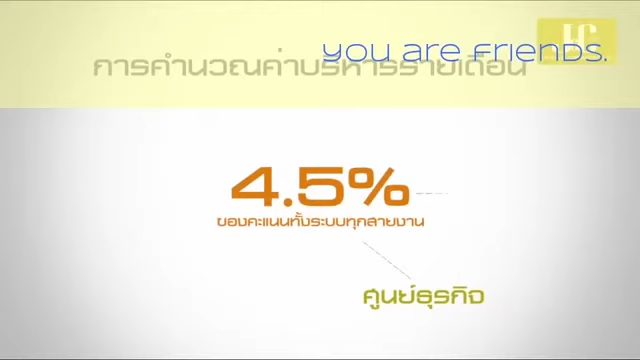 you are friends.
การคำนวณค่าบริหารรายเดือน
4.5%
ของคะแนนทั้งระบบทุกสายงาน
ศูนย์ธุรกิจ